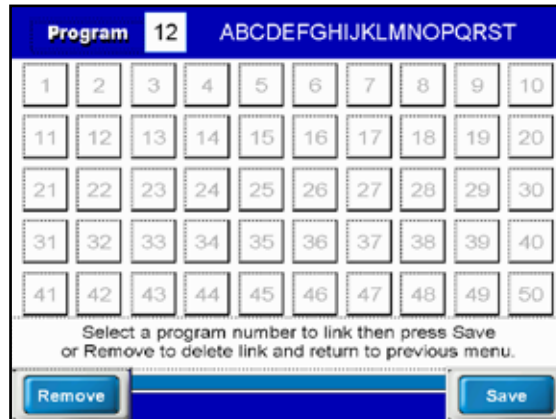 Program 12 ABCDEFGHIJKLMNOPQRST
1 2 3 4 5 6 7 8 9 10
11 12 13 14 15 16 17 18 19 20
21 22 23 24 25 26 27 28 29 30
31 32 33 34 35 36 37 38 39 40
41 42 43 44 45 46 47 48 49 50
Select a program number to link then press Save
or Remove to delete link and return to previous menu.
Remove Save